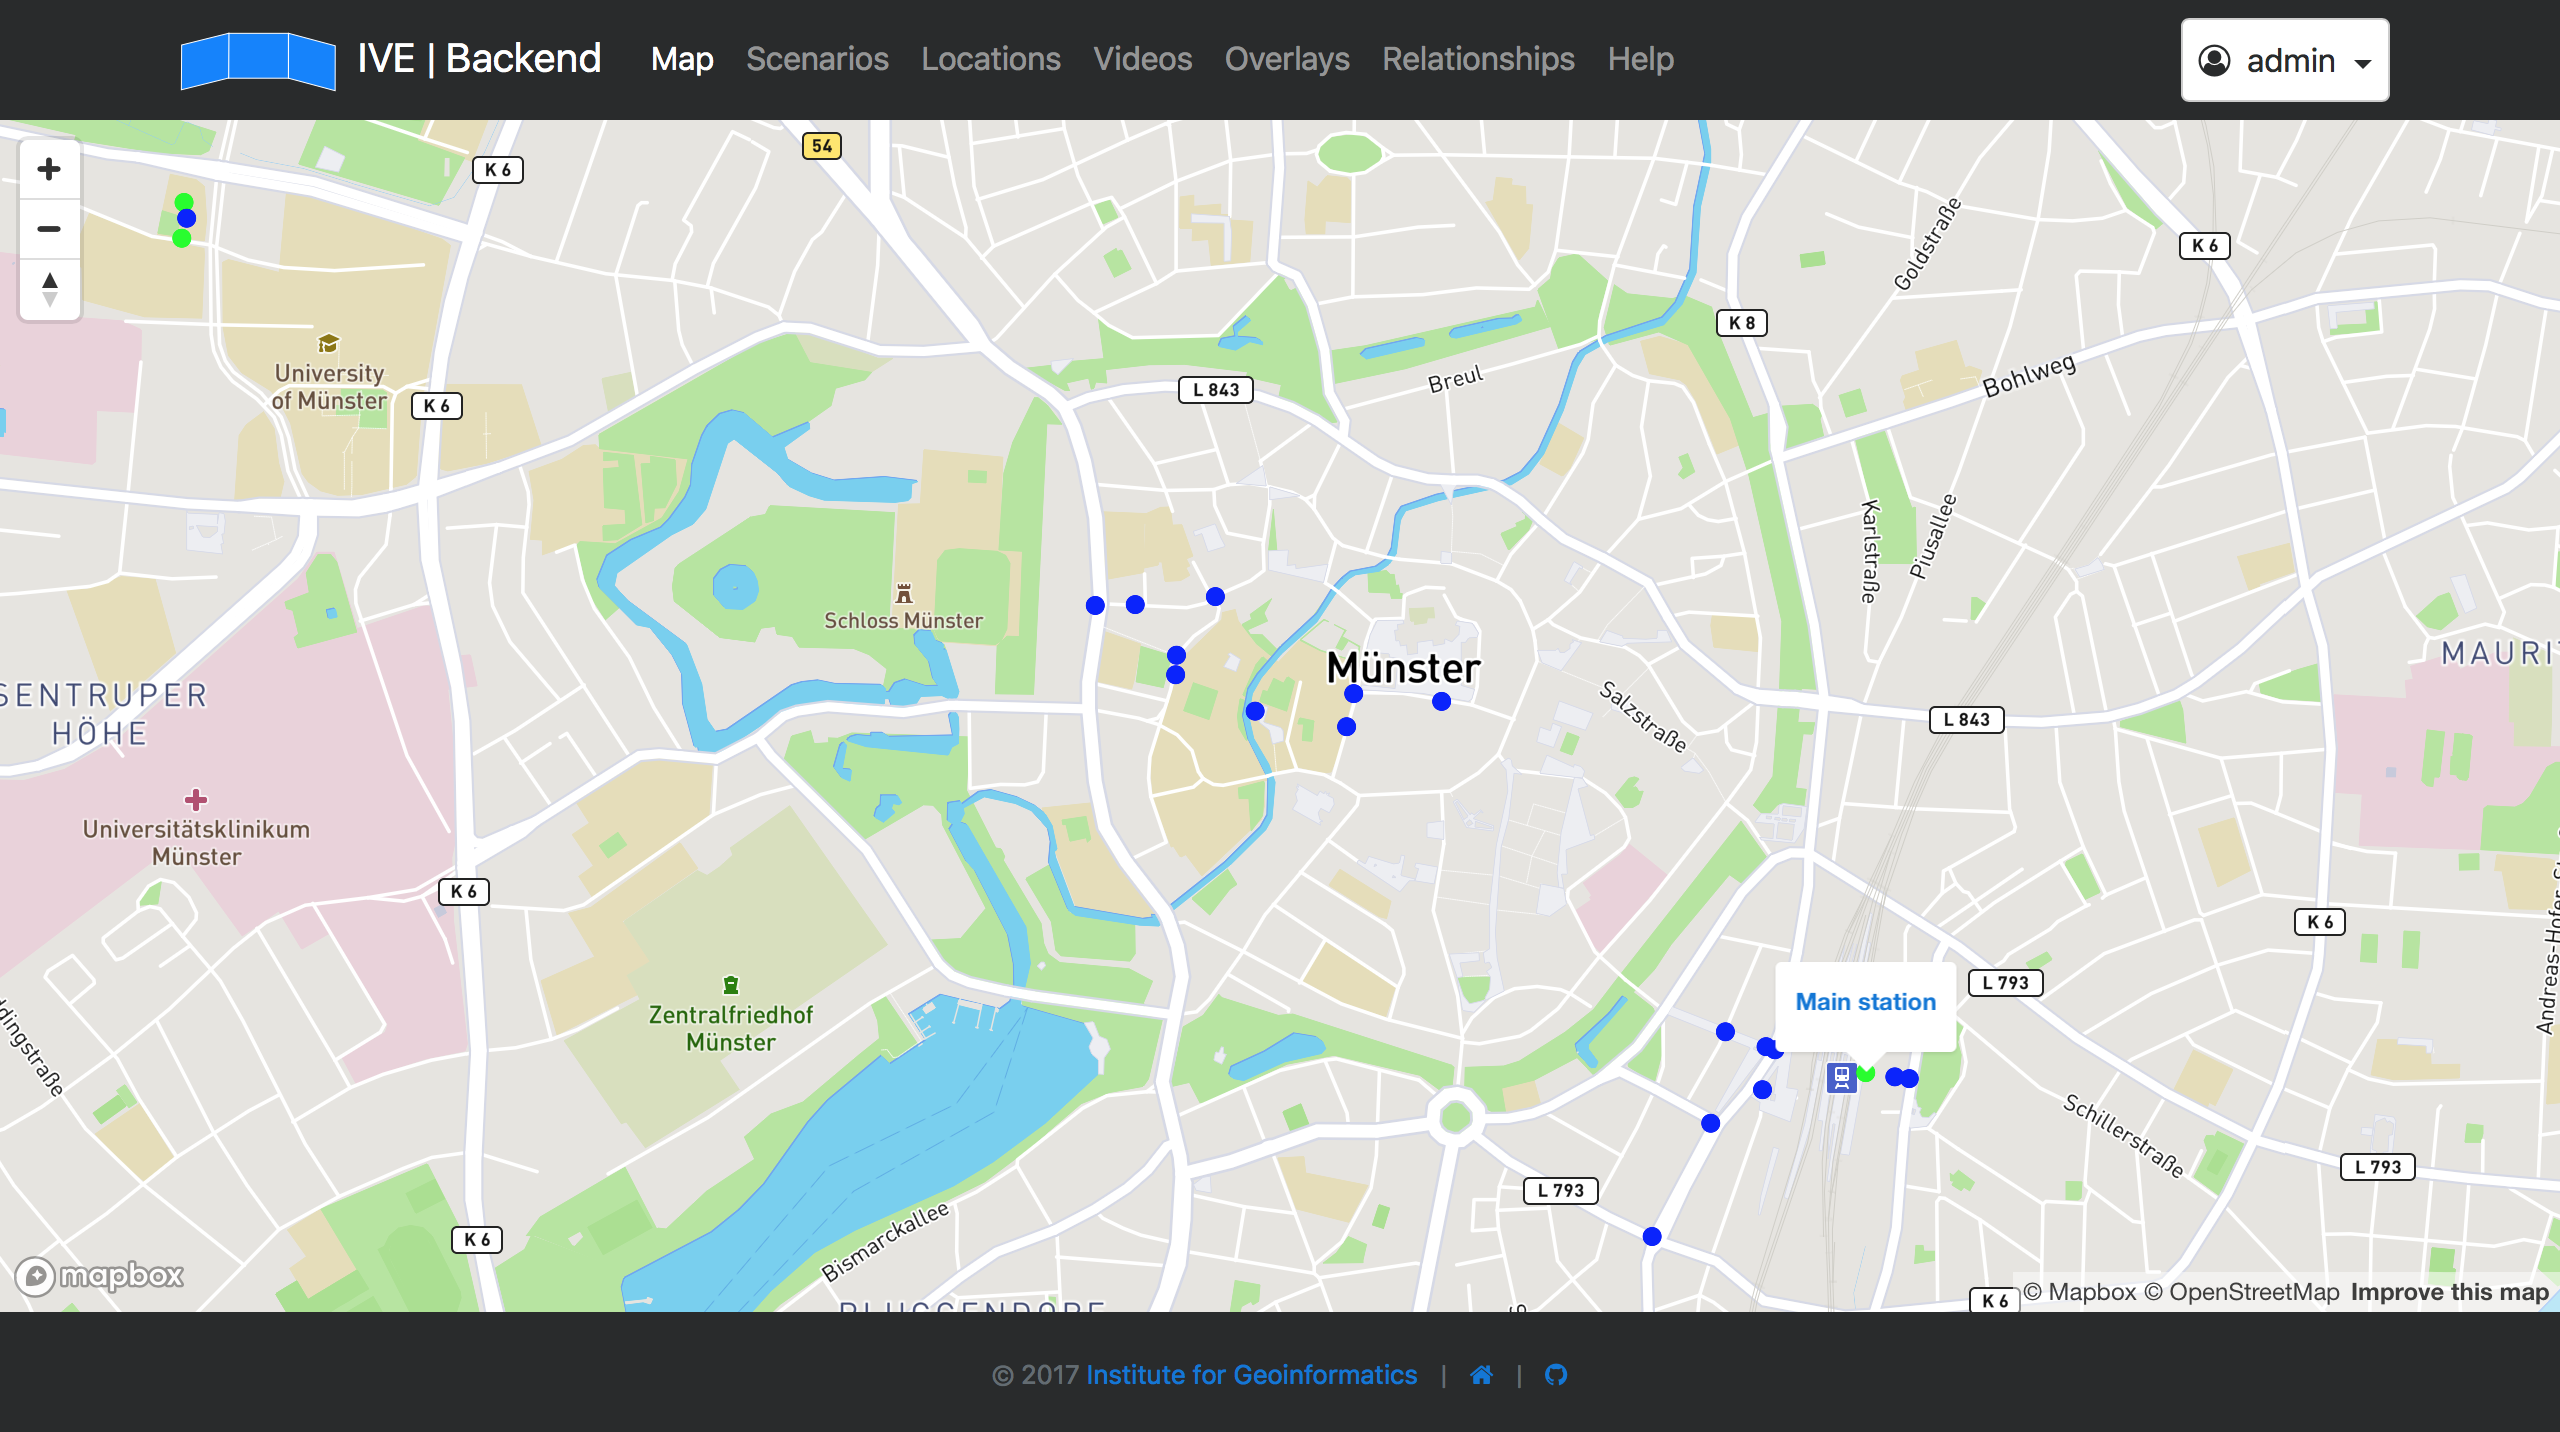 IVE | Backend Map Scenarios Locations Videos Overlays Relationships Help admin
54
K 6
K 6
Goldstraße
K 8
University
of Münster
K 6
L 843
Breul
Bohlweg
Karlstraße
Piusallee
Schloss Münster
MAURI
Münster
SENTRUPER
HÖHE
Salzstraße
L 843
Universitätsklinikum
Münster
K 6
K 6
L 793
Main station
Zentralfriedhof
Münster
dingstraße
Andreas-Hofer-S
Schillerstraße
L 793
L 793
Bismarckallee
K 6
mapbox
K 6
© Mapbox © OpenStreetMap Improve this map
PLUGGENDORF
© 2017 Institute for Geoinformatics | |